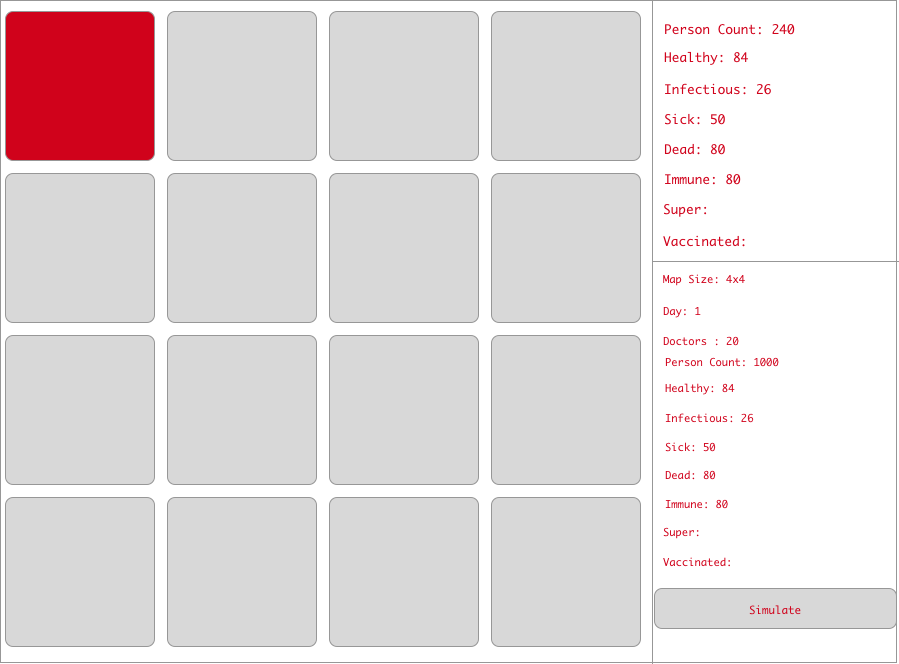 Person Count: 240
Healthy: 84
Infectious: 26
Sick: 50
Dead: 80
Immune: 80
Super:
Vaccinated:
Map Size: 4x4
Day: 1
Doctors : 20
Person Count: 1000
Healthy: 84
Infectious: 26
Sick: 50
Dead: 80
Immune: 80
Super:
Vaccinated:
Simulate